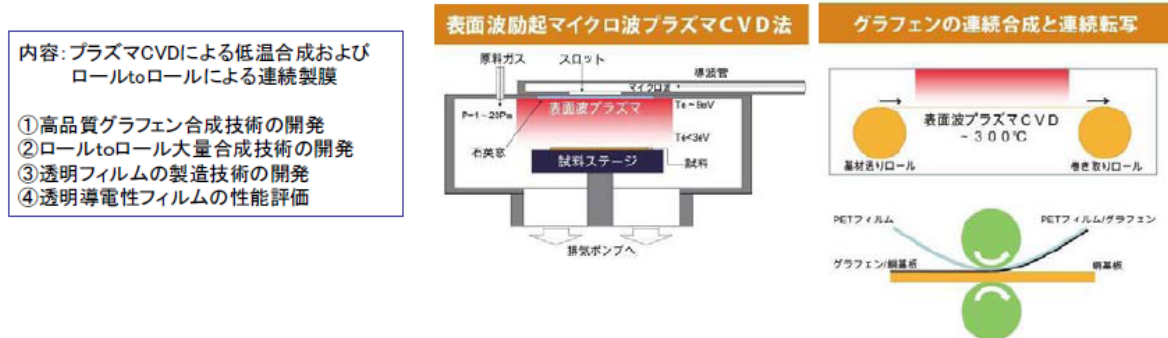 内容：プラズマCVDによる低温合成および
ロールtoロールによる連続製膜
①高品質グラフェン合成技術の開発
②ロールtoロール大量合成技術の開発
③透明フィルムの製造技術の開発
④透明導電性フィルムの性能評価
表面波励起マイクロ波プラズマCVD法
原料ガス
スロット
導波管
マイクロ波
P=1～20Pa
表面波プラズマ
Te～9eV
Te<3eV
石英窓
試料ステージ
試料
排気ポンプへ
グラフェンの連続合成と連続転写
表面波プラズマCVD
～300℃
基材送りロール
巻き取りロール
PETフィルム
PETフィルム/グラフェン
グラフェン/銅基板
銅基板